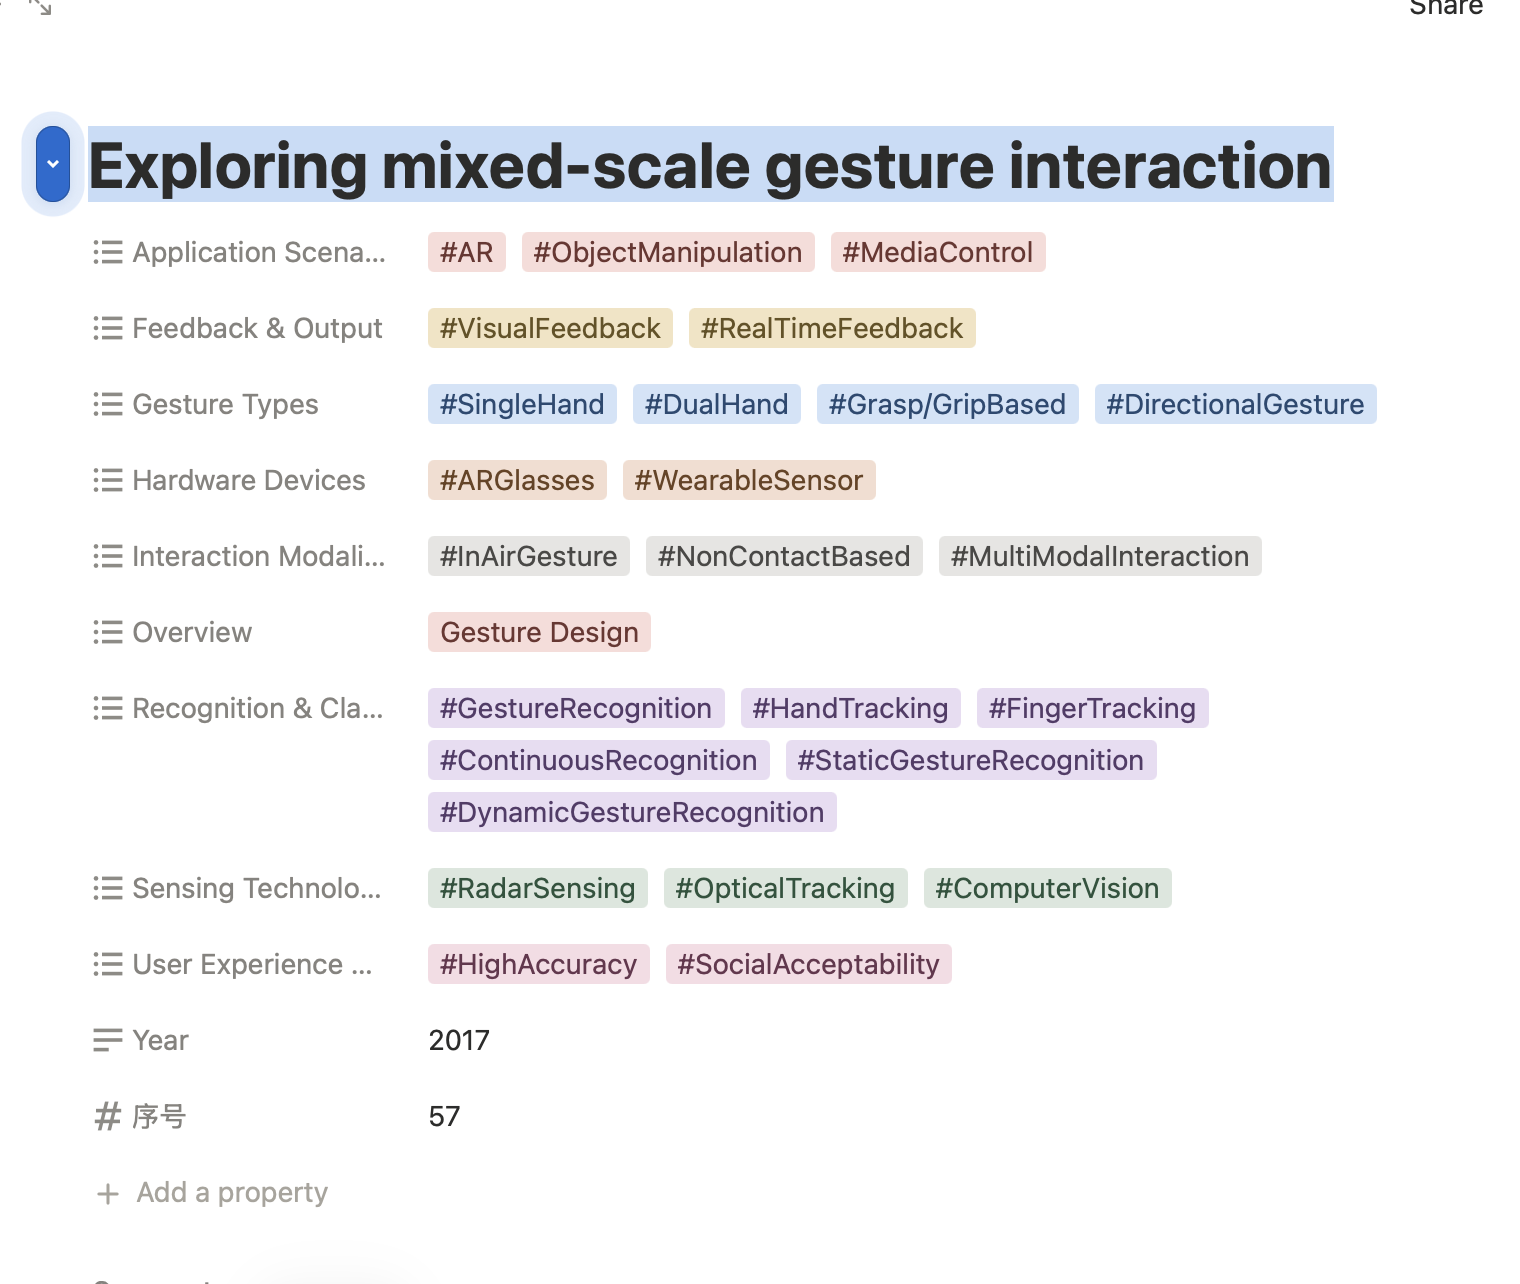 Share
Exploring mixed-scale gesture interaction
Application Scena... #AR #ObjectManipulation #MediaControl
Feedback & Output #VisualFeedback #RealTimeFeedback
Gesture Types #SingleHand #DualHand #Grasp/GripBased #DirectionalGesture
Hardware Devices #ARGlasses #WearableSensor
Interaction Modali... #InAirGesture #NonContactBased #MultiModalInteraction
Overview Gesture Design
Recognition & Cla... #GestureRecognition #HandTracking #FingerTracking
#ContinuousRecognition #StaticGestureRecognition
#DynamicGestureRecognition
Sensing Technolo... #RadarSensing #OpticalTracking #ComputerVision
User Experience ... #HighAccuracy #SocialAcceptability
Year 2017
序号 57
Add a property